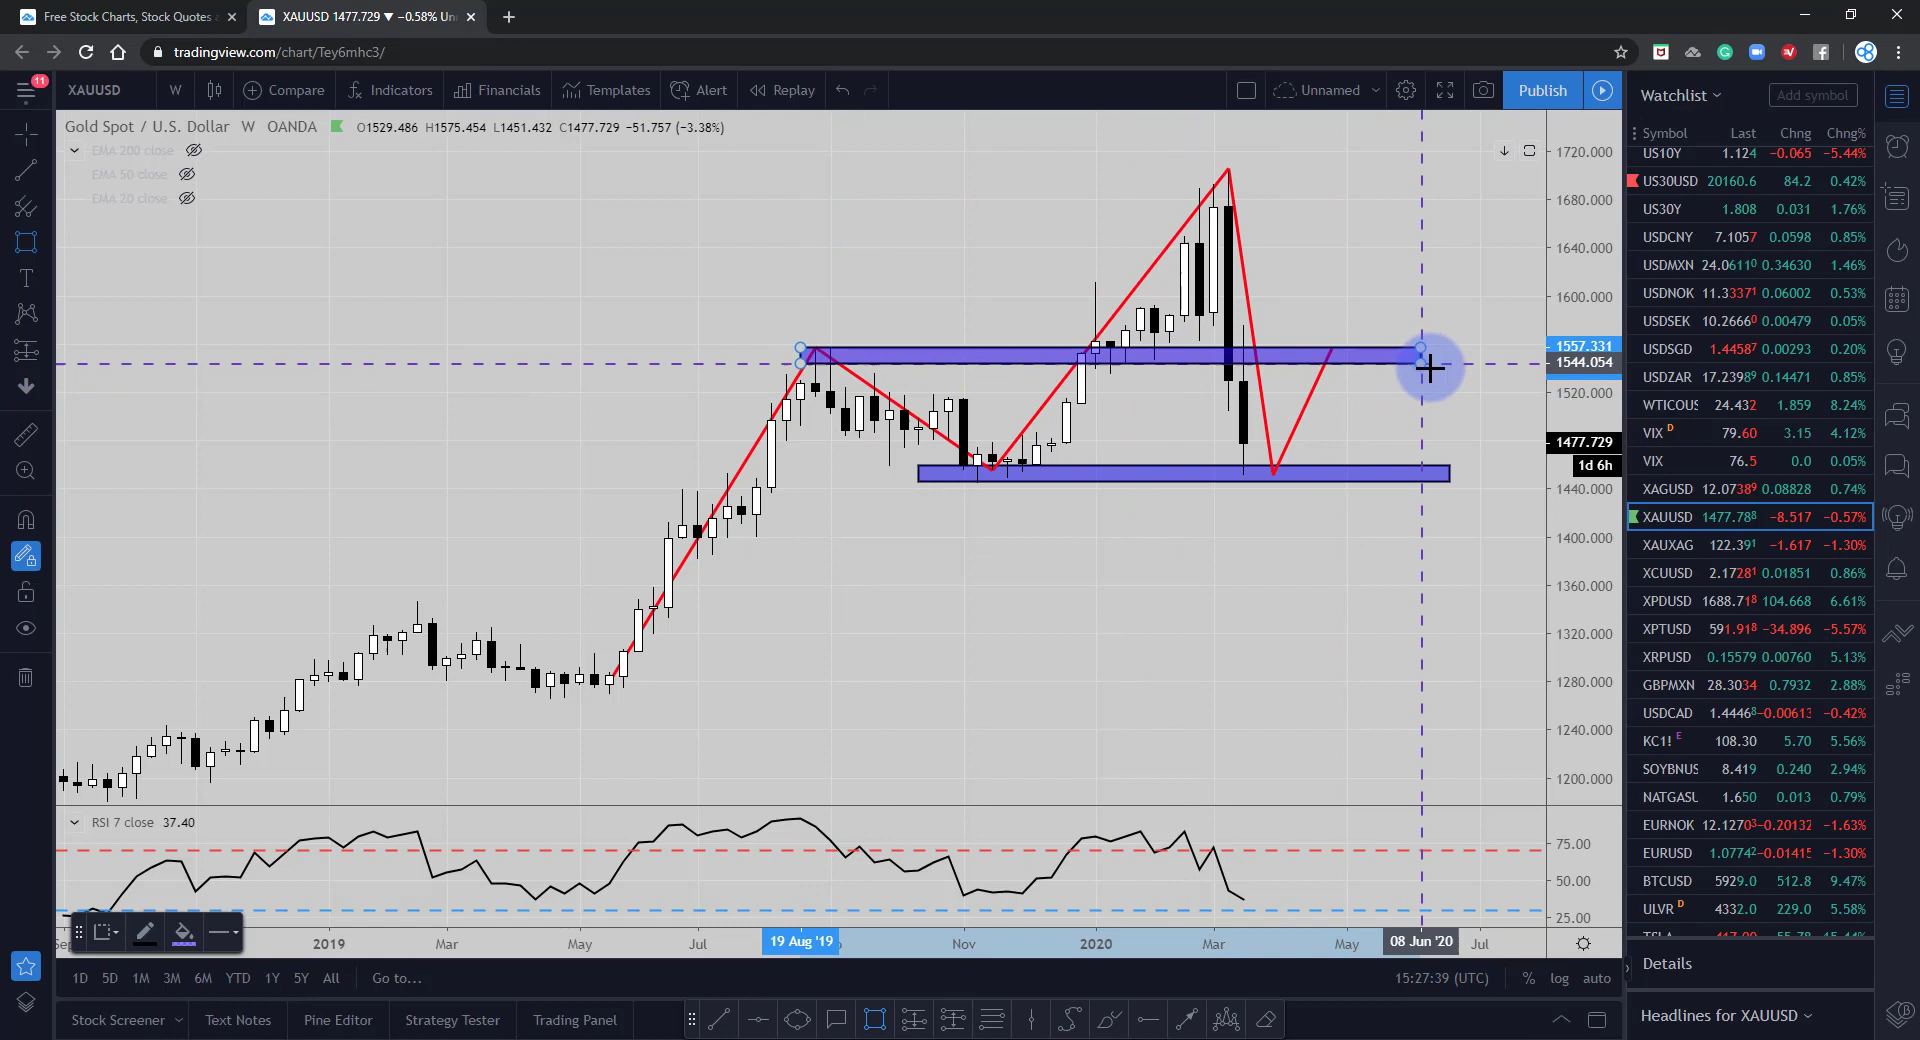 Free Stock Charts, Stock Quotes
XAUUSD 1477.729 ▼ −0.58% Un
tradingview.com/chart/Tey6mhc3/
11
XAUUSD
W
Compare
Indicators
Financials
Templates
Alert
Replay
Unnamed
Publish
Gold Spot / U.S. Dollar W OANDA O1529.486 H1575.454 L1451.432 C1477.729 −51.757 (−3.38%)
EMA 200 close
EMA 50 close
EMA 20 close
1720.000
1680.000
1640.000
1600.000
1557.331
1544.054
1520.000
1477.729
1d 6h
1440.000
1400.000
1360.000
1320.000
1280.000
1240.000
1200.000
RSI 7 close 37.40
75.00
50.00
25.00
2019 Mar May Jul 19 Aug '19 Nov 2020 Mar May 08 Jun '20 Jul
1D 5D 1M 3M 6M YTD 1Y 5Y All Go to... 15:27:39 (UTC) % log auto
Stock Screener Text Notes Pine Editor Strategy Tester Trading Panel
Watchlist Add symbol
Symbol Last Chng Chng%
US10Y 1.124 −0.065 −5.44%
US30USD 20160.6 84.2 0.42%
US30Y 1.808 0.031 1.76%
USDCNY 7.1057 0.0598 0.85%
USDMXN 24.0611⁰ 0.34630 1.46%
USDNOK 11.3337¹ 0.06002 0.53%
USDSEK 10.2666⁰ 0.00479 0.05%
USDSGD 1.4458⁷ 0.00293 0.20%
USDZAR 17.2398⁹ 0.14471 0.85%
WTICOUS 24.432 1.859 8.24%
VIX D 79.60 3.15 4.12%
VIX 76.5 0.0 0.05%
XAGUSD 12.0738⁹ 0.08828 0.74%
XAUUSD 1477.78⁸ −8.517 −0.57%
XAUXAG 122.39¹ −1.617 −1.30%
XCUUSD 2.1728¹ 0.01851 0.86%
XPDUSD 1688.71⁸ 104.668 6.61%
XPTUSD 591.91⁸ −34.896 −5.57%
XRPUSD 0.15579 0.00760 5.13%
GBPMXN 28.3034 0.7932 2.88%
USDCAD 1.4446⁸ −0.00613 −0.42%
KC1! E 108.30 5.70 5.56%
SOYBNUS 8.419 0.240 2.94%
NATGASU 1.650 0.013 0.79%
EURNOK 12.1270³ −0.20132 −1.63%
EURUSD 1.0774² −0.01415 −1.30%
BTCUSD 5929.0 512.8 9.47%
ULVR D 4332.0 229.0 5.58%
Details
Headlines for XAUUSD